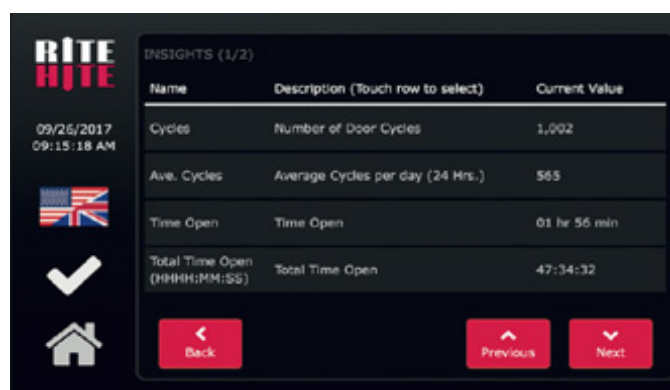 RITE
HITE
09/26/2017
09:15:18 AM
INSIGHTS (1/2)
Name Description (Touch row to select) Current Value
Cycles Number of Door Cycles 1,002
Ave. Cycles Average Cycles per day (24 Hrs.) 565
Time Open Time Open 01 hr 56 min
Total Time Open
(HHHH:MM:SS) Total Time Open 47:34:32
Back Previous Next